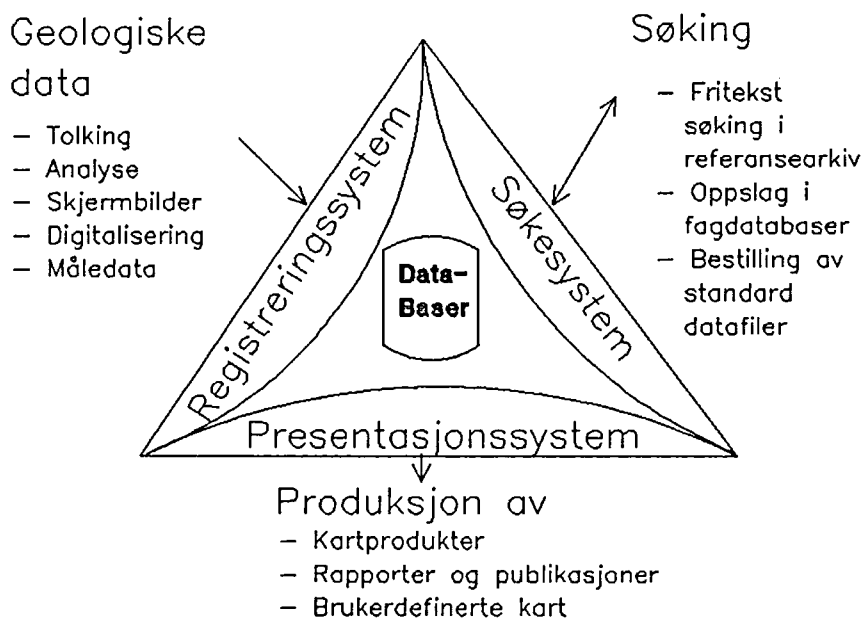 Geologiske
data
– Tolking
– Analyse
– Skjermbilder
– Digitalisering
– Måledata
Søking
– Fritekst
søking i
referansearkiv
– Oppslag i
fagdatabaser
– Bestilling av
standard
datafiler
Registreringssystem
Søkesystem
Data–
Baser
Presentasjonssystem
Produksjon av
– Kartprodukter
– Rapporter og publikasjoner
– Brukerdefinerte kart